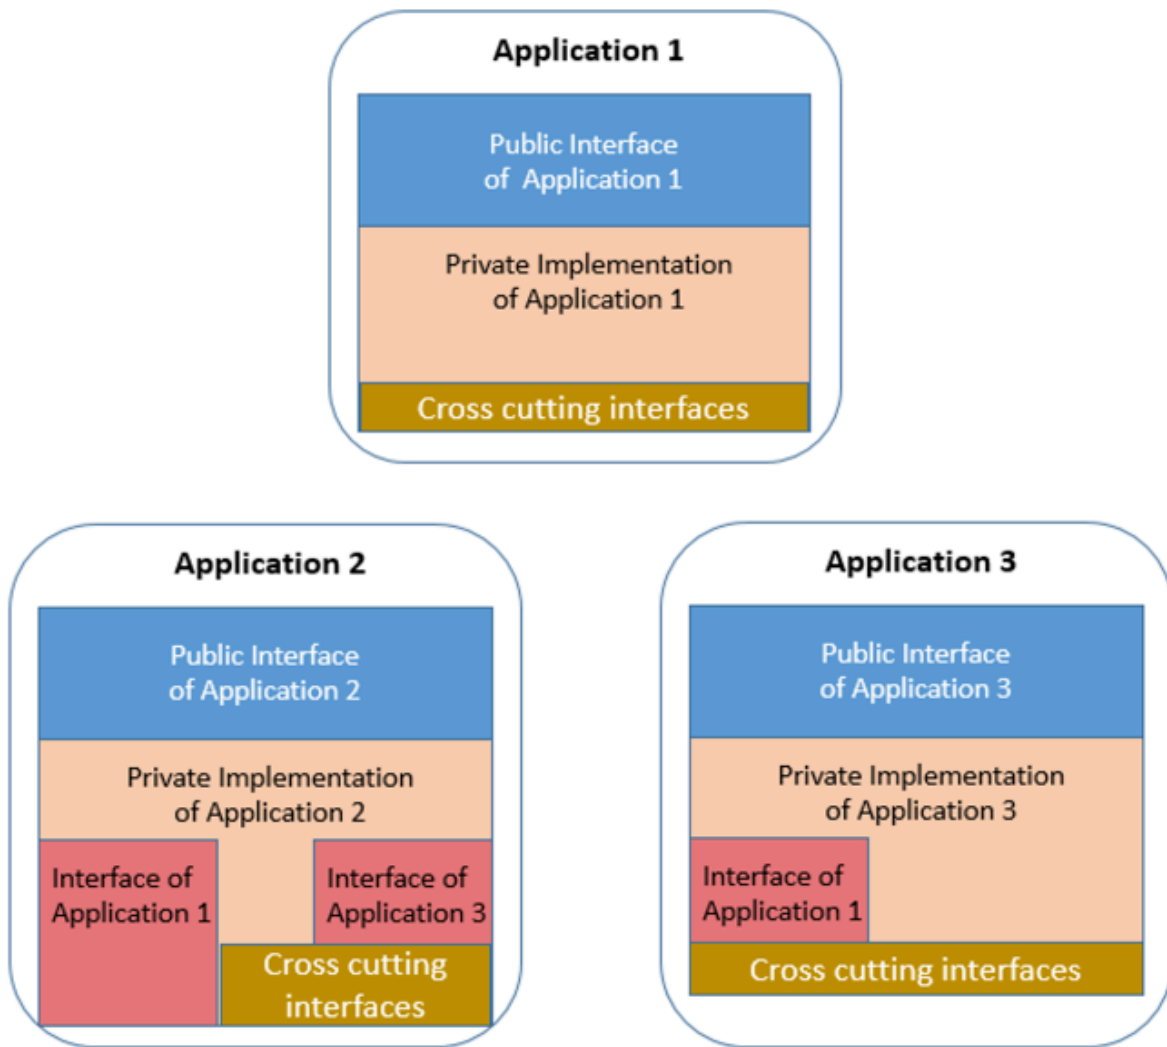 Application 1
Public Interface
of Application 1
Private Implementation
of Application 1
Cross cutting interfaces
Application 2
Public Interface
of Application 2
Private Implementation
of Application 2
Interface of
Application 1
Interface of
Application 3
Cross cutting
interfaces
Application 3
Public Interface
of Application 3
Private Implementation
of Application 3
Interface of
Application 1
Cross cutting interfaces